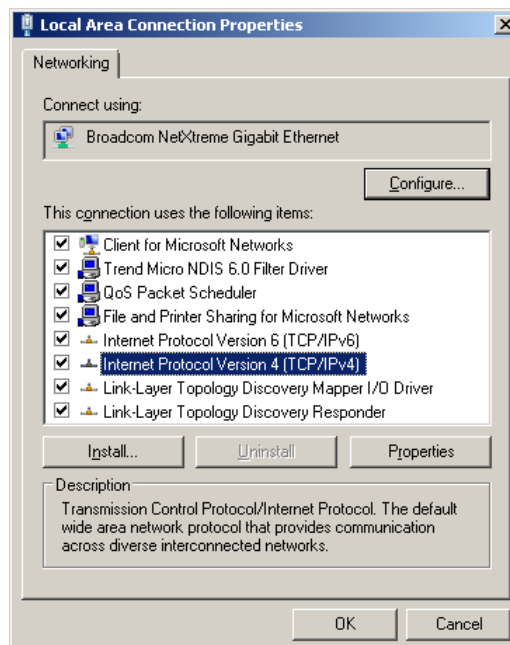 Local Area Connection Properties
Networking
Connect using:
Broadcom NetXtreme Gigabit Ethernet
Configure...
This connection uses the following items:
Client for Microsoft Networks
Trend Micro NDIS 6.0 Filter Driver
QoS Packet Scheduler
File and Printer Sharing for Microsoft Networks
Internet Protocol Version 6 (TCP/IPv6)
Internet Protocol Version 4 (TCP/IPv4)
Link-Layer Topology Discovery Mapper I/O Driver
Link-Layer Topology Discovery Responder
Install... Uninstall Properties
Description
Transmission Control Protocol/Internet Protocol. The default
wide area network protocol that provides communication
across diverse interconnected networks.
OK Cancel